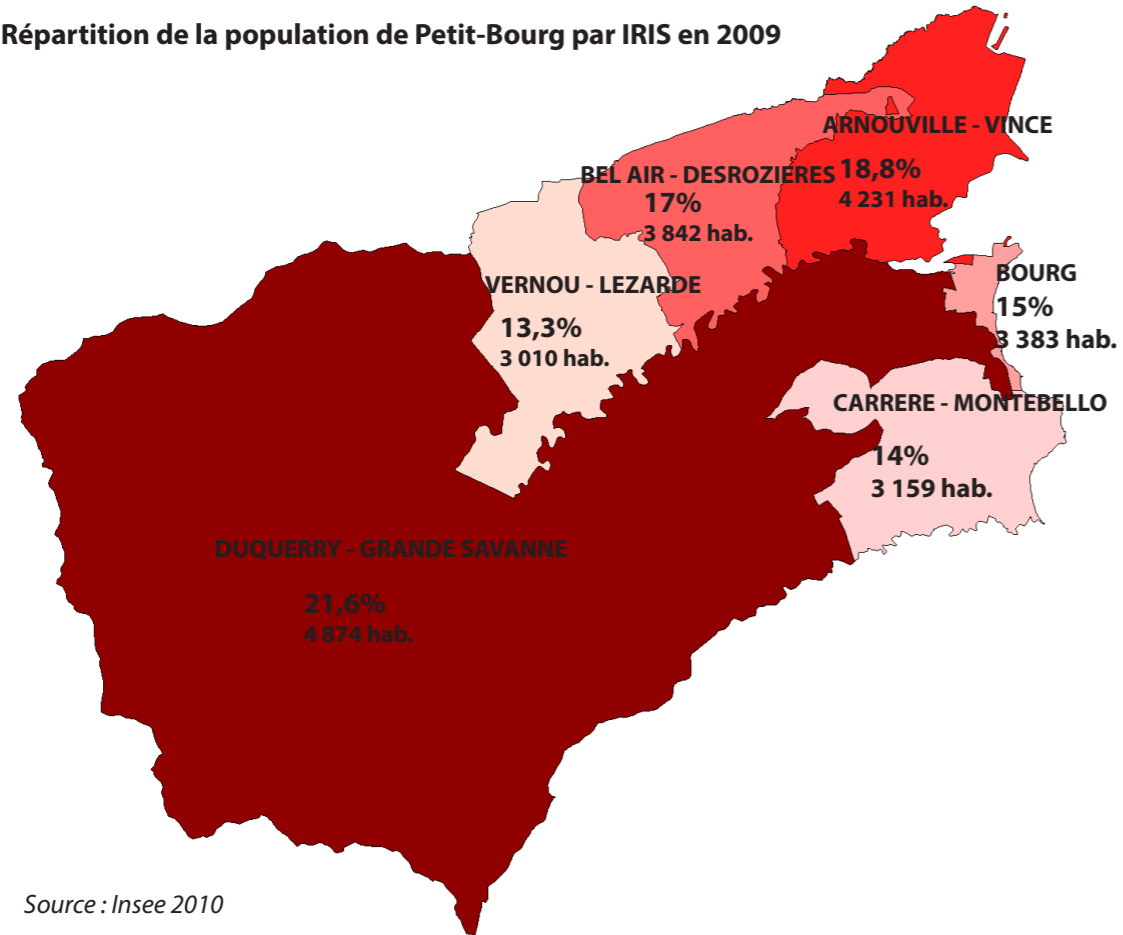 Répartition de la population de Petit-Bourg par IRIS en 2009
ARNOUVILLE - VINCE
18,8%
4 231 hab.
BEL AIR - DESROZIERES
17%
3 842 hab.
VERNOU - LEZARDE
13,3%
3 010 hab.
BOURG
15%
3 383 hab.
CARRERE - MONTEBELLO
14%
3 159 hab.
DUQUERRY - GRANDE SAVANNE
21,6%
4 874 hab.
Source : Insee 2010